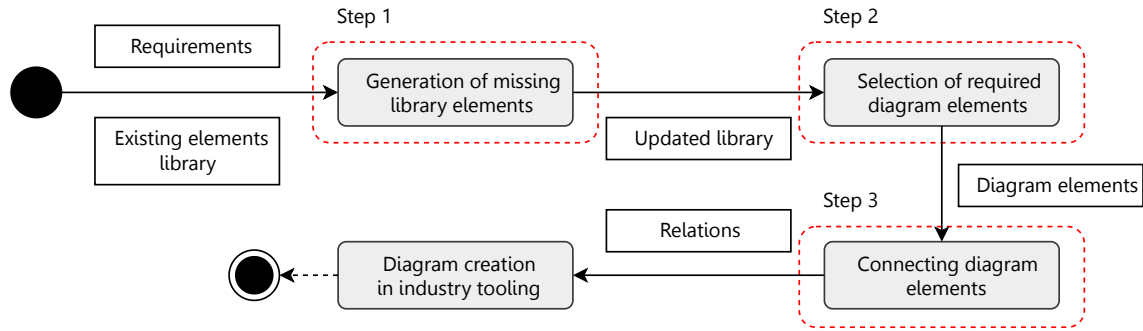 Step 1
Step 2
Requirements
Generation of missing
library elements
Selection of required
diagram elements
Existing elements
library
Updated library
Diagram elements
Step 3
Relations
Diagram creation
in industry tooling
Connecting diagram
elements